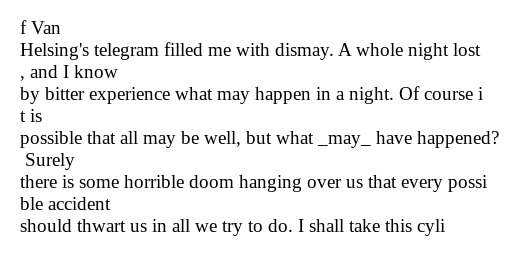 f Van
Helsing's telegram filled me with dismay. A whole night lost
, and I know
by bitter experience what may happen in a night. Of course i
t is
possible that all may be well, but what _may_ have happened?
Surely
there is some horrible doom hanging over us that every possi
ble accident
should thwart us in all we try to do. I shall take this cyli